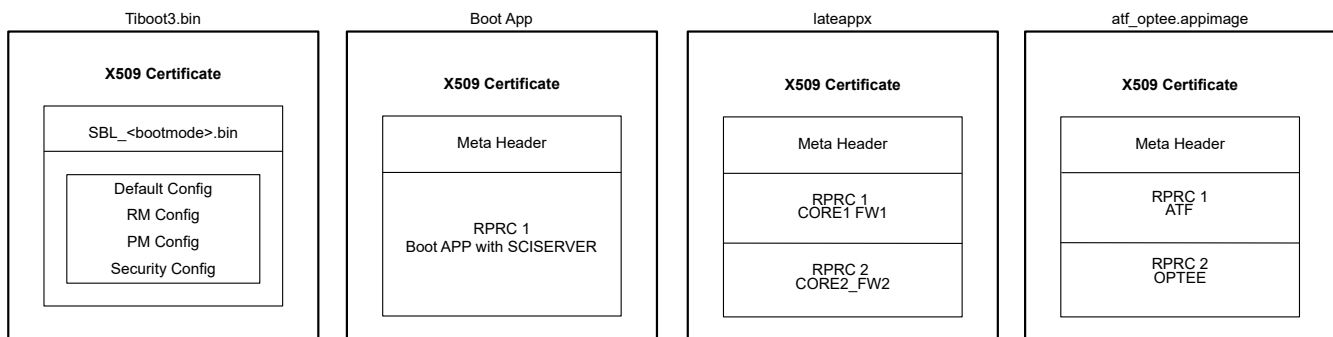 Tiboot3.bin
X509 Certificate
SBL_<bootmode>.bin
Default Config
RM Config
PM Config
Security Config
Boot App
X509 Certificate
Meta Header
RPRC 1
Boot APP with SCISERVER
lateappx
X509 Certificate
Meta Header
RPRC 1
CORE1 FW1
RPRC 2
CORE2_FW2
atf_optee.appimage
X509 Certificate
Meta Header
RPRC 1
ATF
RPRC 2
OPTEE